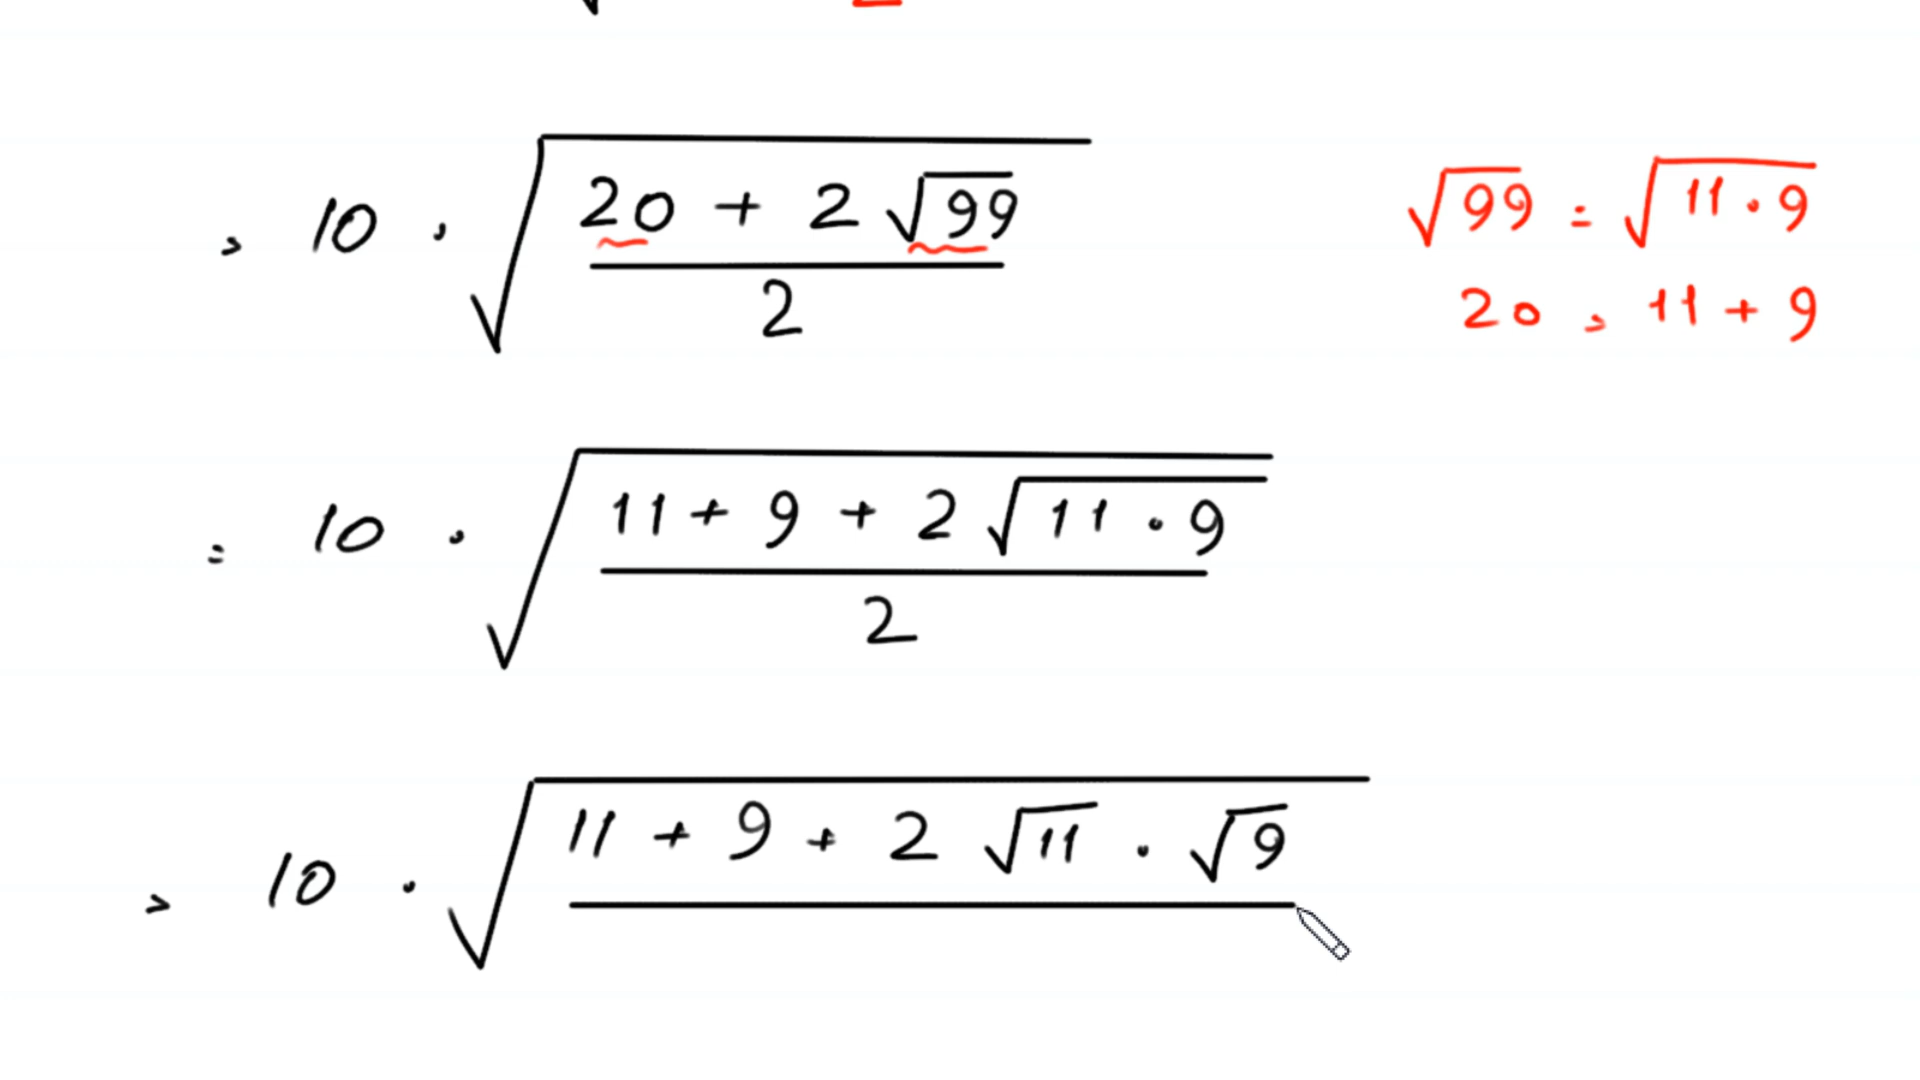 = 10 · √((20 + 2√99)/2)
√99 = √(11 · 9)
20 = 11 + 9
= 10 · √((11 + 9 + 2√(11 · 9))/2)
= 10 · √(11 + 9 + 2√11 · √9)